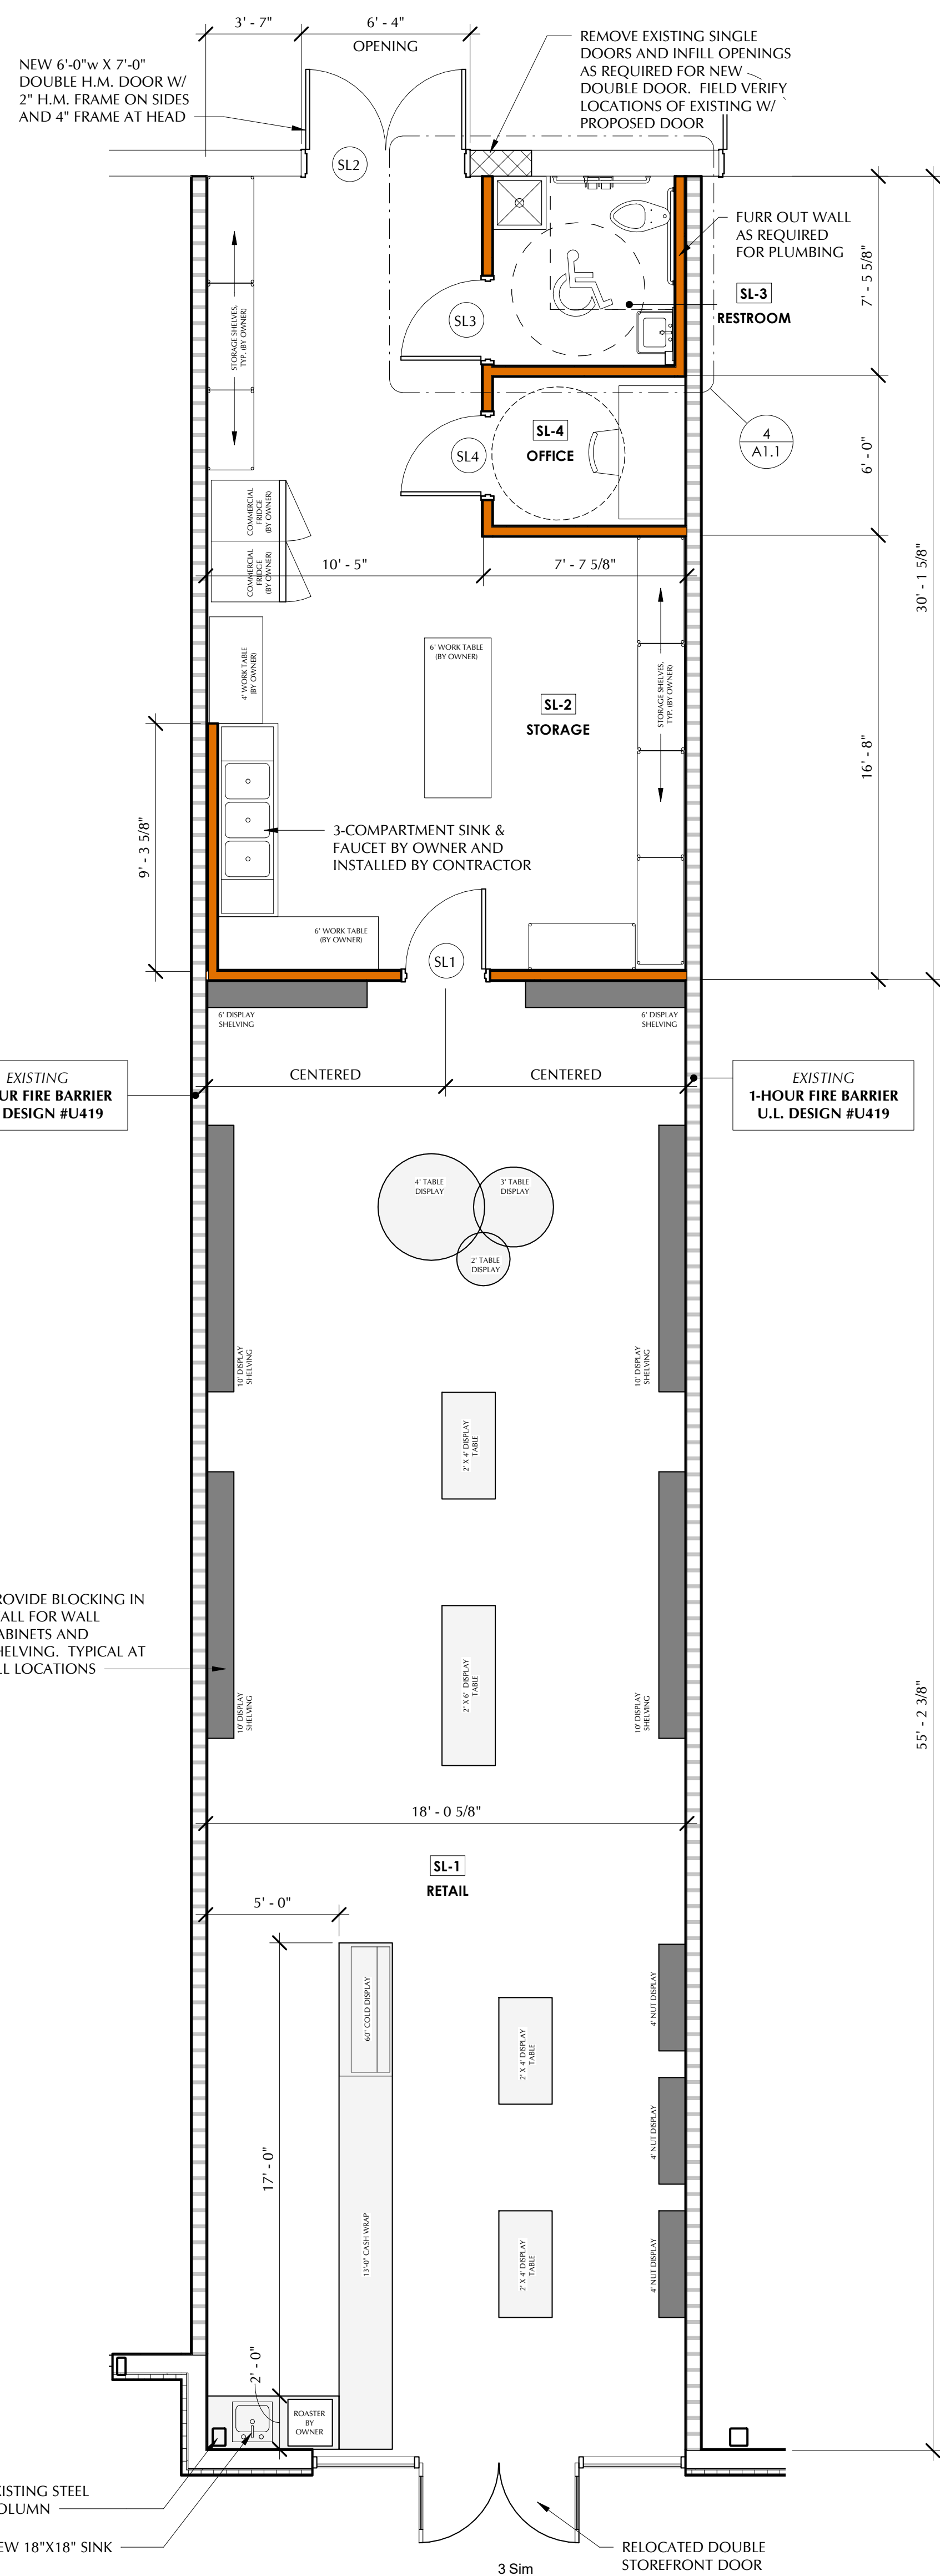 3' - 7"
6' - 4"
OPENING
NEW 6'-0"w X 7'-0"
DOUBLE H.M. DOOR W/
2" H.M. FRAME ON SIDES
AND 4" FRAME AT HEAD
REMOVE EXISTING SINGLE
DOORS AND INFILL OPENINGS
AS REQUIRED FOR NEW
DOUBLE DOOR. FIELD VERIFY
LOCATIONS OF EXISTING W/
PROPOSED DOOR
SL2
FURR OUT WALL
AS REQUIRED
FOR PLUMBING
7' - 5 5/8"
SL-3
RESTROOM
STORAGE SHELVES,
TYP. (BY OWNER)
SL3
SL-4
OFFICE
SL4
4
A1.1
6' - 0"
COMMERCIAL
FRIDGE
(BY OWNER)
COMMERCIAL
FRIDGE
(BY OWNER)
10' - 5"
7' - 7 5/8"
30' - 1 5/8"
4' WORK TABLE
(BY OWNER)
6' WORK TABLE
(BY OWNER)
STORAGE SHELVES,
TYP. (BY OWNER)
SL-2
STORAGE
16' - 8"
9' - 3 5/8"
3-COMPARTMENT SINK &
FAUCET BY OWNER AND
INSTALLED BY CONTRACTOR
6' WORK TABLE
(BY OWNER)
SL1
6' DISPLAY
SHELVING
6' DISPLAY
SHELVING
CENTERED
CENTERED
EXISTING
UR FIRE BARRIER
DESIGN #U419
EXISTING
1-HOUR FIRE BARRIER
U.L. DESIGN #U419
4' TABLE
DISPLAY
3' TABLE
DISPLAY
2' TABLE
DISPLAY
10' DISPLAY
SHELVING
10' DISPLAY
SHELVING
2' X 4' DISPLAY
TABLE
ROVIDE BLOCKING IN
ALL FOR WALL
ABINETS AND
HELVING. TYPICAL AT
LL LOCATIONS
2' X 6' DISPLAY
TABLE
10' DISPLAY
SHELVING
10' DISPLAY
SHELVING
55' - 2 3/8"
18' - 0 5/8"
SL-1
RETAIL
5' - 0"
60" COLD DISPLAY
4' NUT DISPLAY
2' X 4' DISPLAY
TABLE
4' NUT DISPLAY
17' - 0"
13'-0" CASH WRAP
2' X 4' DISPLAY
TABLE
4' NUT DISPLAY
2' - 0"
ROASTER
BY
OWNER
XISTING STEEL
OLUMN
EW 18"X18" SINK
RELOCATED DOUBLE
STOREFRONT DOOR
3 Sim